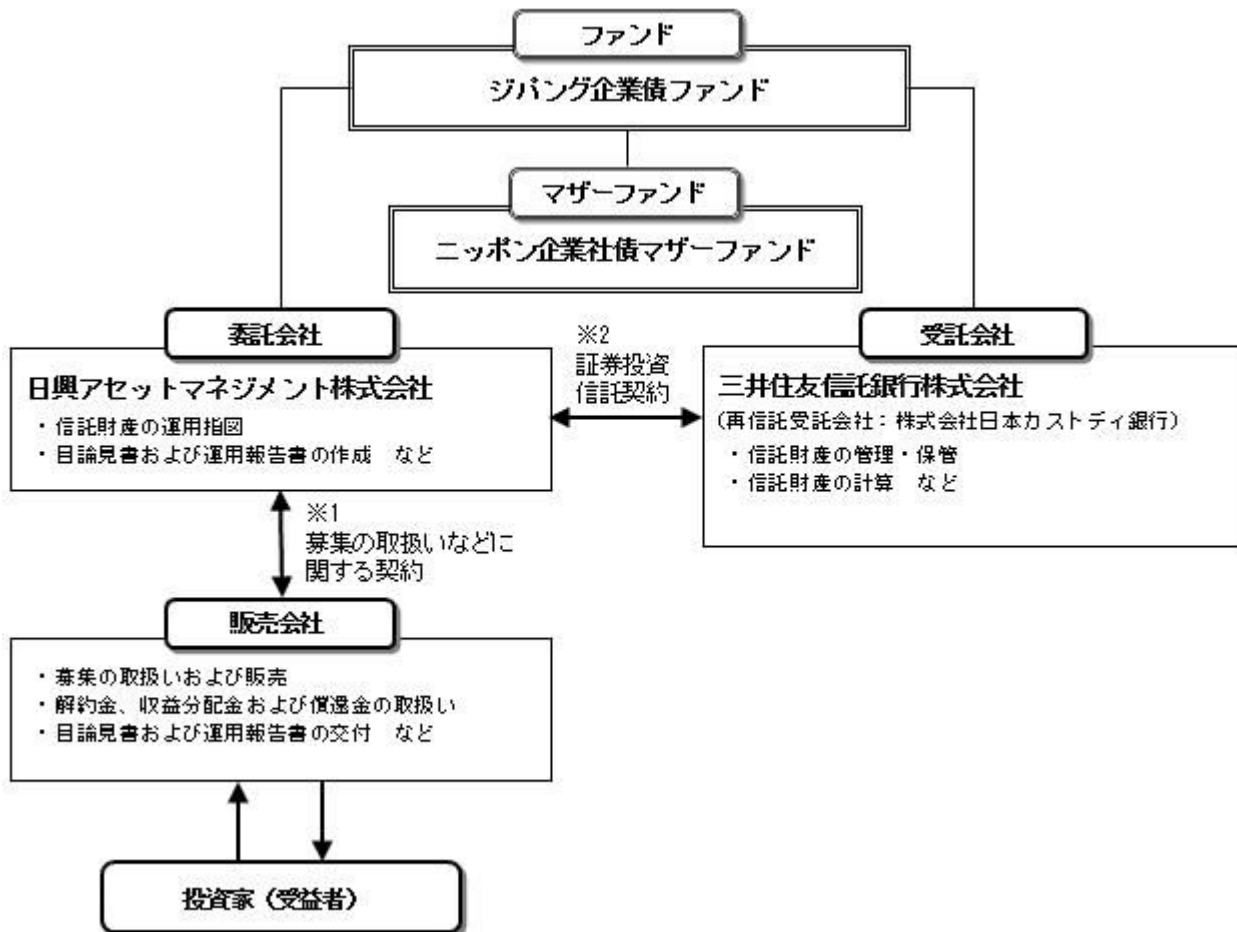 ファンド
ジパング企業債ファンド
マザーファンド
ニッポン企業社債マザーファンド
委託会社
日興アセットマネジメント株式会社
・信託財産の運用指図
・目論見書および運用報告書の作成 など
※2
証券投資
信託契約
受託会社
三井住友信託銀行株式会社
(再信託受託会社：株式会社日本カストディ銀行)
・信託財産の管理・保管
・信託財産の計算 など
※1
募集の取扱いなどに
関する契約
販売会社
・募集の取扱いおよび販売
・解約金、収益分配金および償還金の取扱い
・目論見書および運用報告書の交付 など
投資家（受益者）